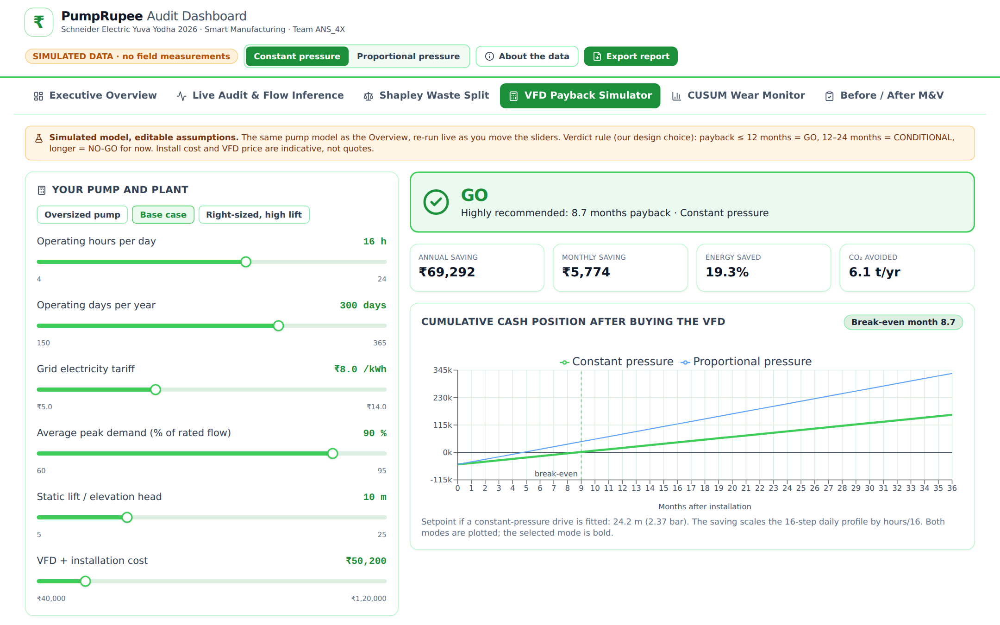 ₹
PumpRupee Audit Dashboard
Schneider Electric Yuva Yodha 2026 · Smart Manufacturing · Team ANS_4X
SIMULATED DATA · no field measurements
Constant pressure
Proportional pressure
About the data
Export report
Executive Overview
Live Audit & Flow Inference
Shapley Waste Split
VFD Payback Simulator
CUSUM Wear Monitor
Before / After M&V
Simulated model, editable assumptions. The same pump model as the Overview, re-run live as you move the sliders. Verdict rule (our design choice): payback ≤ 12 months = GO, 12–24 months = CONDITIONAL,
longer = NO-GO for now. Install cost and VFD price are indicative, not quotes.
YOUR PUMP AND PLANT
Oversized pump
Base case
Right-sized, high lift
Operating hours per day 16 h
4 24
Operating days per year 300 days
150 365
Grid electricity tariff ₹8.0 /kWh
₹5.0 ₹14.0
Average peak demand (% of rated flow) 90 %
60 95
Static lift / elevation head 10 m
5 25
VFD + installation cost ₹50,200
₹40,000 ₹1,20,000
GO
Highly recommended: 8.7 months payback · Constant pressure
ANNUAL SAVING
₹69,292
MONTHLY SAVING
₹5,774
ENERGY SAVED
19.3%
CO₂ AVOIDED
6.1 t/yr
CUMULATIVE CASH POSITION AFTER BUYING THE VFD
Break-even month 8.7
Constant pressure Proportional pressure
345k
230k
115k
0k
-115k
break-even
0 1 2 3 4 5 6 7 8 9 10 11 12 13 14 15 16 17 18 19 20 21 22 23 24 25 26 27 28 29 30 31 32 33 34 35 36
Months after installation
Setpoint if a constant-pressure drive is fitted: 24.2 m (2.37 bar). The saving scales the 16-step daily profile by hours/16. Both
modes are plotted; the selected mode is bold.